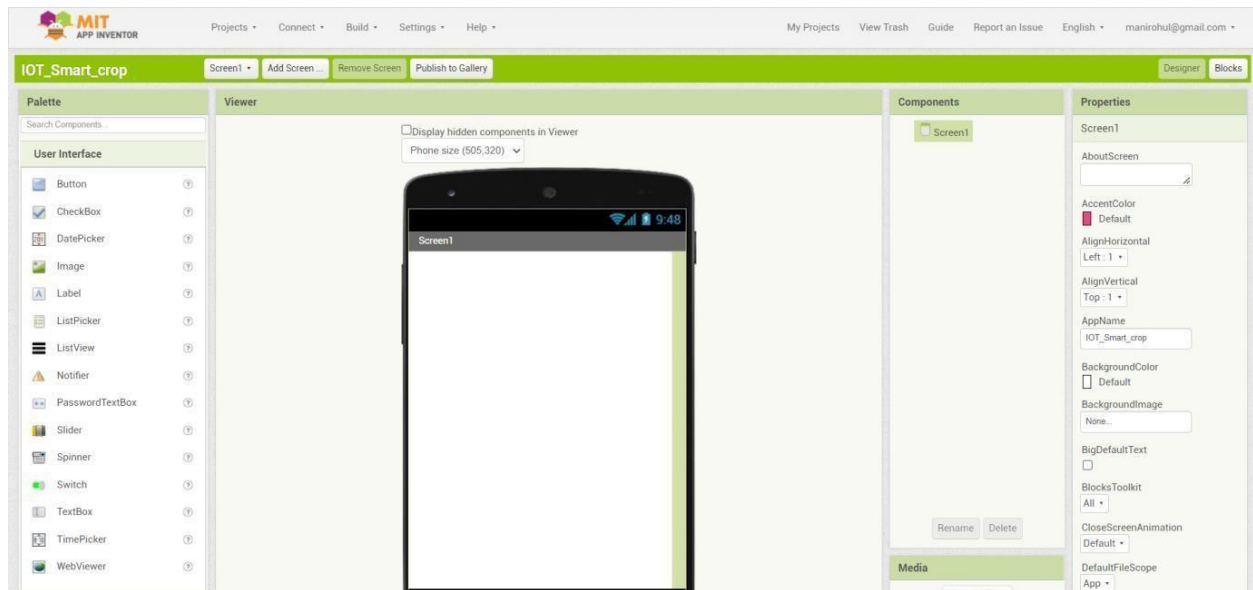 MIT
APP INVENTOR
Projects Connect Build Settings Help My Projects View Trash Guide Report an Issue English manirohul@gmail.com
IOT_Smart_crop Screen1 Add Screen ... Remove Screen Publish to Gallery Designer Blocks
Palette
Search Components...
User Interface
Button
CheckBox
DatePicker
Image
Label
ListPicker
ListView
Notifier
PasswordTextBox
Slider
Spinner
Switch
TextBox
TimePicker
WebViewer
Viewer
Display hidden components in Viewer
Phone size (505,320)
9:48
Screen1
Components
Screen1
Rename Delete
Media
Properties
Screen1
AboutScreen
AccentColor
Default
AlignHorizontal
Left : 1
AlignVertical
Top : 1
AppName
IOT_Smart_crop
BackgroundColor
Default
BackgroundImage
None...
BigDefaultText
BlocksToolkit
All
CloseScreenAnimation
Default
DefaultFileScope
App